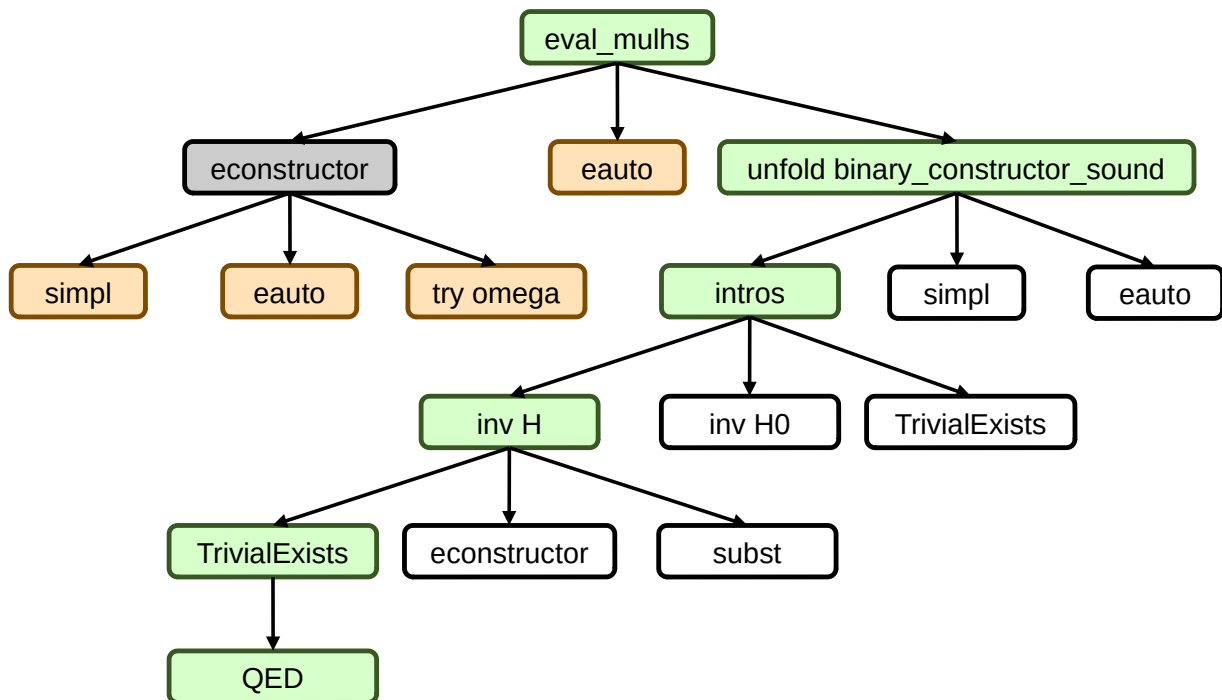 eval_mulhs
econstructor
eauto
unfold binary_constructor_sound
simpl
eauto
try omega
intros
simpl
eauto
inv H
inv H0
TrivialExists
TrivialExists
econstructor
subst
QED